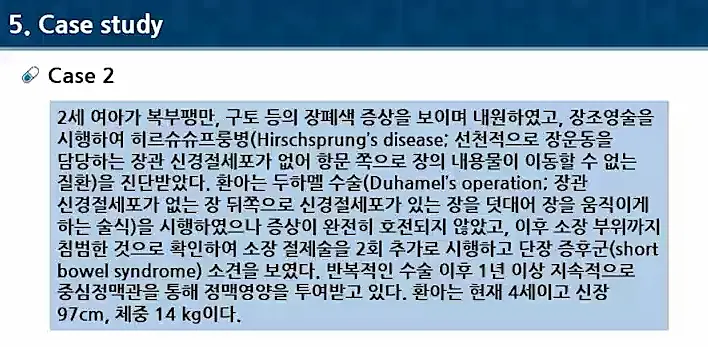 5. Case study
Case 2
2세 여아가 복부팽만, 구토 등의 장폐색 증상을 보이며 내원하였고, 장조영술을
시행하여 히르슈슈프룽병(Hirschsprung's disease; 선천적으로 장운동을
담당하는 장관 신경절세포가 없어 항문 쪽으로 장의 내용물이 이동할 수 없는
질환)을 진단받았다. 환아는 두하멜 수술(Duhamel's operation; 장관
신경절세포가 없는 장 뒤쪽으로 신경절세포가 있는 장을 덧대어 장을 움직이게
하는 술식)을 시행하였으나 증상이 완전히 호전되지 않았고, 이후 소장 부위까지
침범한 것으로 확인하여 소장 절제술을 2회 추가로 시행하고 단장 증후군(short
bowel syndrome) 소견을 보였다. 반복적인 수술 이후 1년 이상 지속적으로
중심정맥관을 통해 정맥영양을 투여받고 있다. 환아는 현재 4세이고 신장
97cm, 체중 14 kg이다.